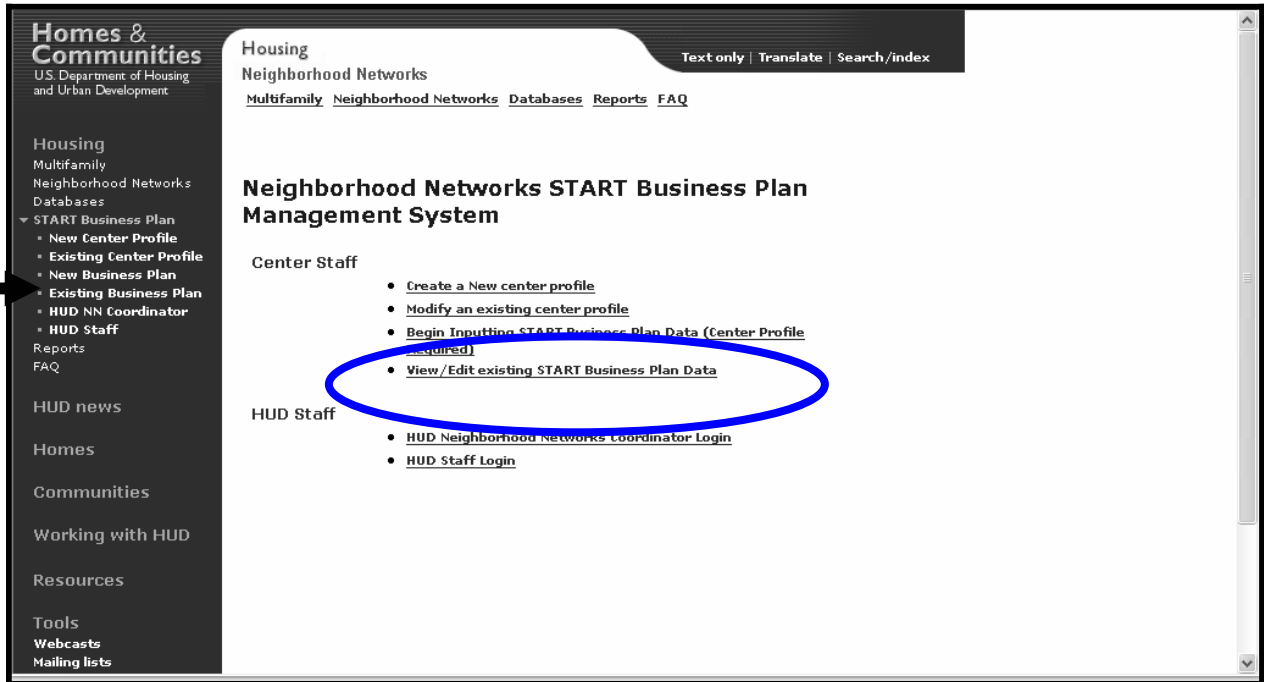 Homes &
Communities
U.S. Department of Housing
and Urban Development
Housing
Neighborhood Networks
Text only | Translate | Search/index
Multifamily Neighborhood Networks Databases Reports FAQ
Housing
Multifamily
Neighborhood Networks
Databases
START Business Plan
New Center Profile
Existing Center Profile
New Business Plan
Existing Business Plan
HUD NN Coordinator
HUD Staff
Reports
FAQ
HUD news
Homes
Communities
Working with HUD
Resources
Tools
Webcasts
Mailing lists
Neighborhood Networks START Business Plan
Management System
Center Staff
Create a New center profile
Modify an existing center profile
Begin Inputting START Business Plan Data (Center Profile
Required)
View/Edit existing START Business Plan Data
HUD Staff
HUD Neighborhood Networks Coordinator Login
HUD Staff Login